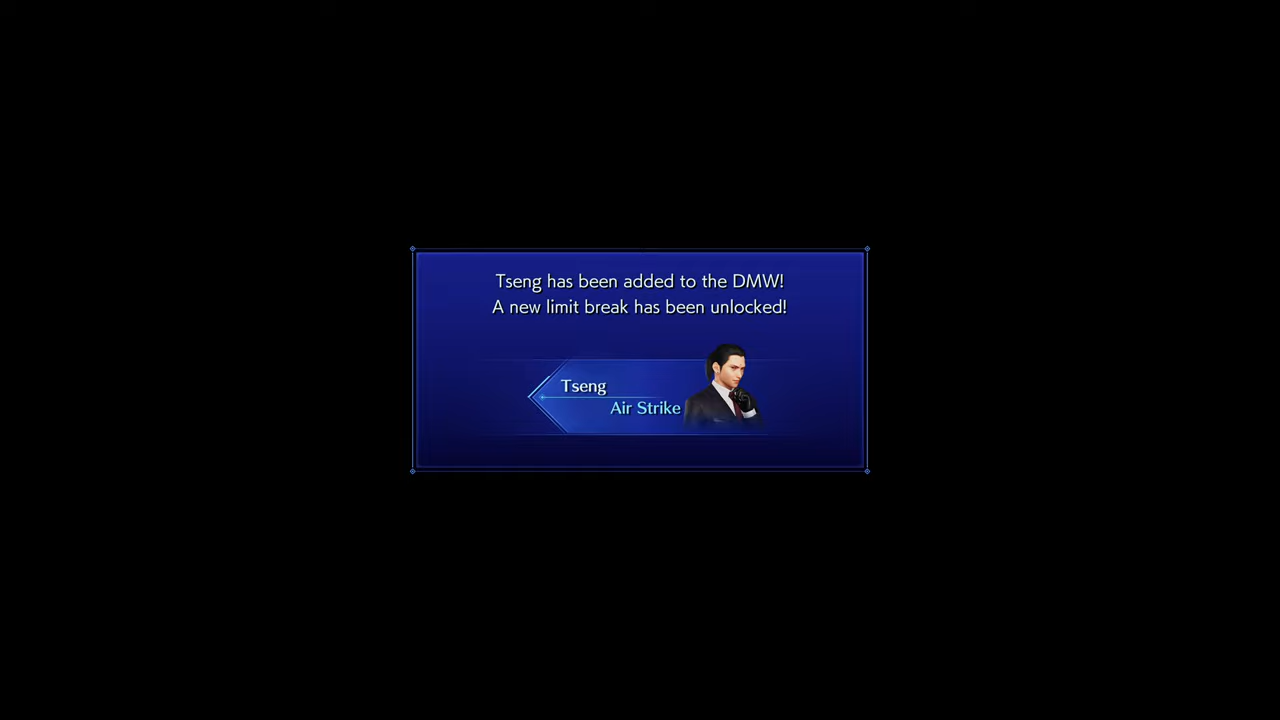 Tseng has been added to the DMW!
A new limit break has been unlocked!
Tseng
Air Strike